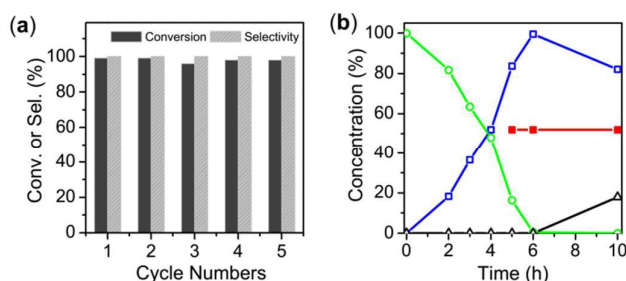 (a)
Conversion Selectivity
Conv. or Sel. (%)
100
80
60
40
20
0
1 2 3 4 5
Cycle Numbers
(b)
Concentration (%)
100
80
60
40
20
0
0 2 4 6 8 10
Time (h)